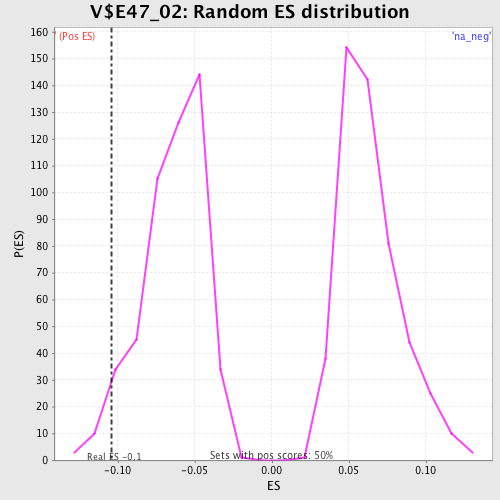 V$E47_02: Random ES distribution
(Pos ES) 'na_neg'
160
150
140
130
120
110
100
90
80
70
60
50
40
30
20
10
0
P(ES)
Real ES -0.1 Sets with pos scores: 50%
-0.10 -0.05 0.00 0.05 0.10
ES